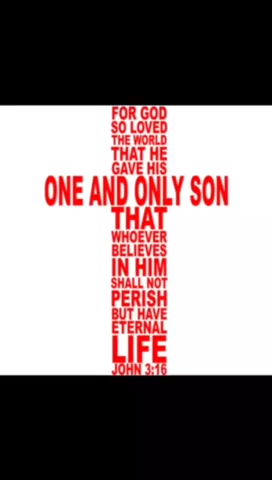 FOR GOD
SO LOVED
THE WORLD
THAT HE
GAVE HIS
ONE AND ONLY SON
THAT
WHOEVER
BELIEVES
IN HIM
SHALL NOT
PERISH
BUT HAVE
ETERNAL
LIFE
JOHN 3:16